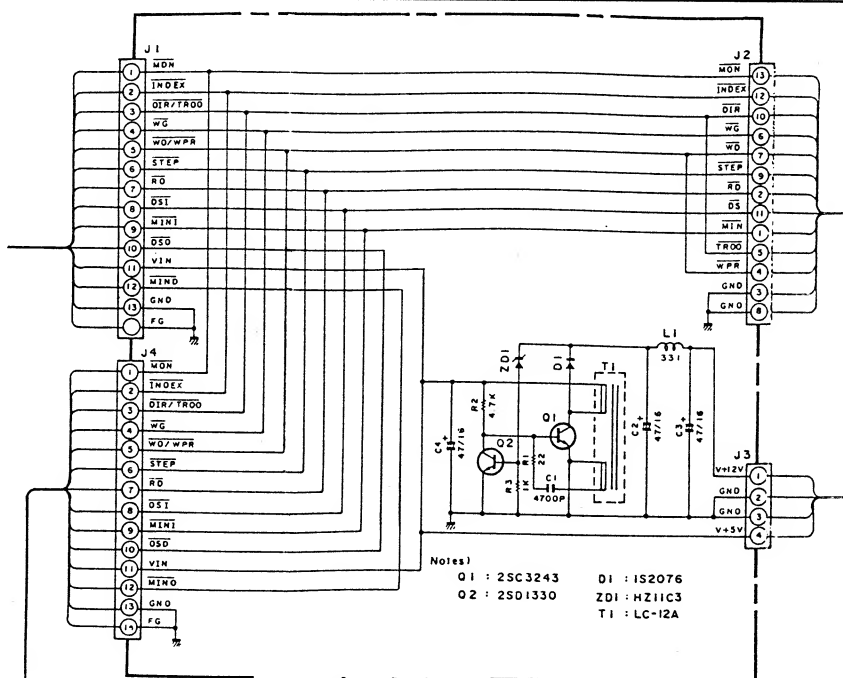 J1
1 MON
2 INDEX
3 DIR/TR00
4 WG
5 WD/WPR
6 STEP
7 RD
8 DSI
9 MINI
10 DSO
11 VIN
12 MINO
13 GND
FG
J4
1 MON
2 INDEX
3 DIR/TR00
4 WG
5 WD/WPR
6 STEP
7 RD
8 DSI
9 MINI
10 DSO
11 VIN
12 MINO
13 GND
14 FG
J2
MON 13
INDEX 12
DIR 10
WG 6
WD 7
STEP 9
RD 2
DS 11
MIN 1
TR00 5
WPR 4
GND 3
GND 8
L1
331
ZD1
D1
T1
R2
4.7K
Q1
C4
+
47/16
Q2
R1
22
R3
1K
C1
4700P
C2
+
47/16
C3
+
47/16
J3
V+12V 1
GND 2
GND 3
V+5V 4
Notes)
Q1 : 2SC3243
D1 : 1S2076
Q2 : 2SD1330
ZD1 : HZ11C3
T1 : LC-12A